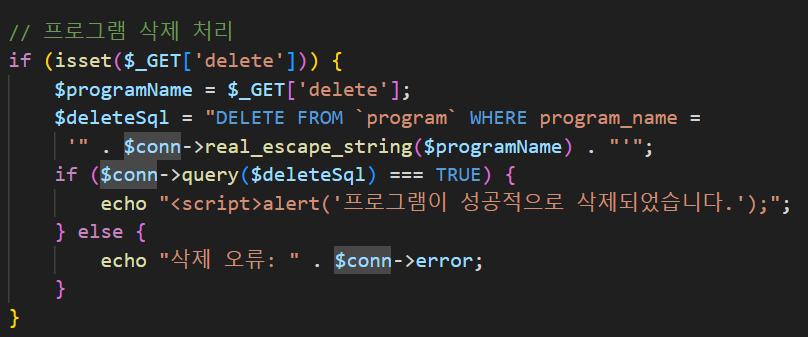 // 프로그램 삭제 처리
if (isset($_GET['delete'])) {
    $programName = $_GET['delete'];
    $deleteSql = "DELETE FROM `program` WHERE program_name =
     '" . $conn->real_escape_string($programName) . "'";
    if ($conn->query($deleteSql) === TRUE) {
        echo "<script>alert('프로그램이 성공적으로 삭제되었습니다.');";
    } else {
        echo "삭제 오류: " . $conn->error;
    }
}